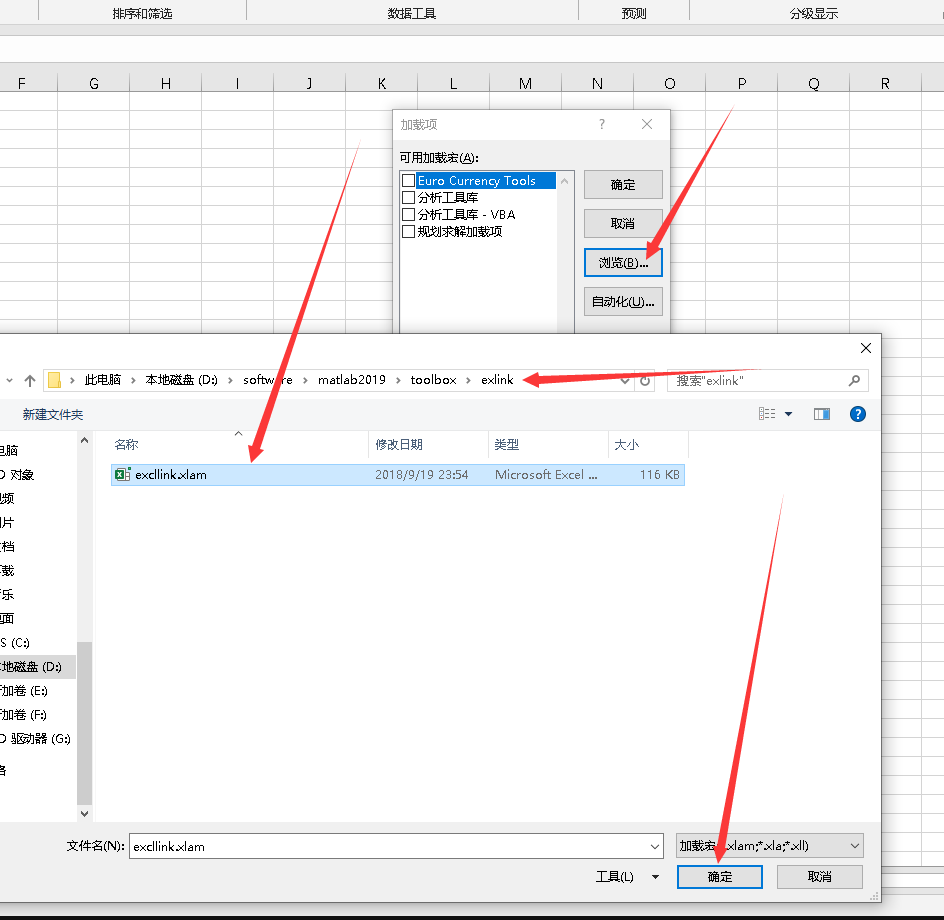 排序和筛选 数据工具 预测 分级显示
F G H I J K L M N O P Q R
加载项 ?
可用加载宏(A):
Euro Currency Tools
分析工具库
分析工具库 - VBA
规划求解加载项
确定
取消
浏览(B)...
自动化(U)...
此电脑 本地磁盘 (D:) software matlab2019 toolbox exlink
搜索"exlink"
新建文件夹
名称 修改日期 类型 大小
excllink.xlam 2018/9/19 23:54 Microsoft Excel ... 116 KB
电脑
D 对象
视频
图片
文档
下载
音乐
桌面
S (C:)
本地磁盘 (D:)
新加卷 (E:)
新加卷 (F:)
D 驱动器 (G:)
络
文件名(N): excllink.xlam
加载宏(*.xlam;*.xla;*.xll)
工具(L) 确定 取消